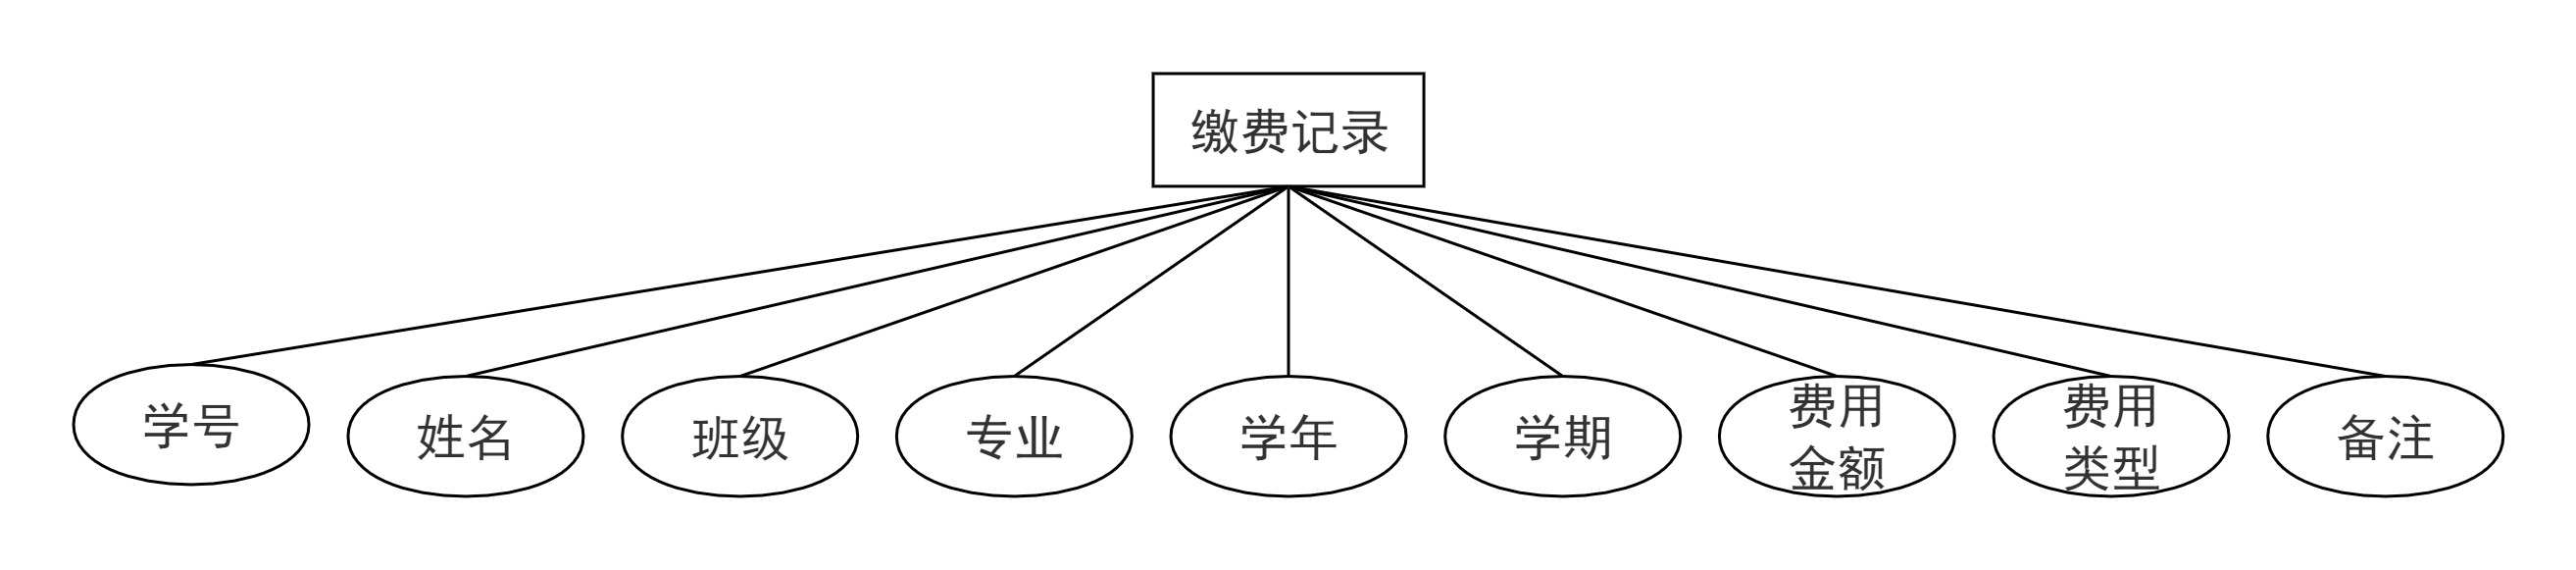 缴费记录
学号
姓名
班级
专业
学年
学期
费用
金额
费用
类型
备注